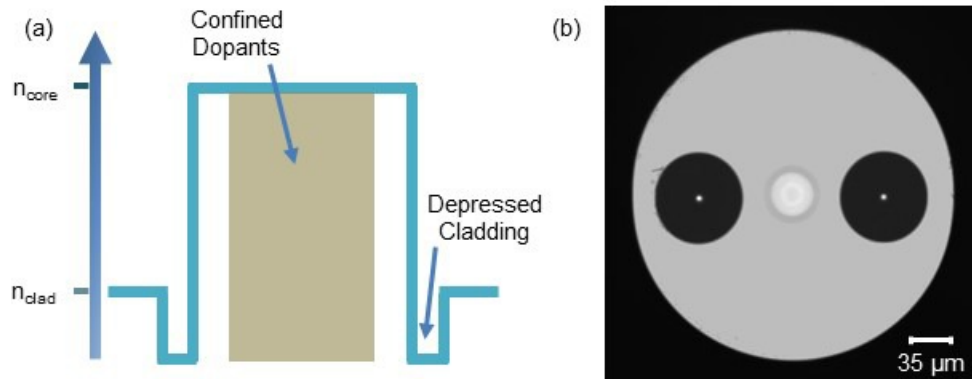 (a)
Confined
Dopants
n_core
Depressed
Cladding
n_clad
(b)
35 μm